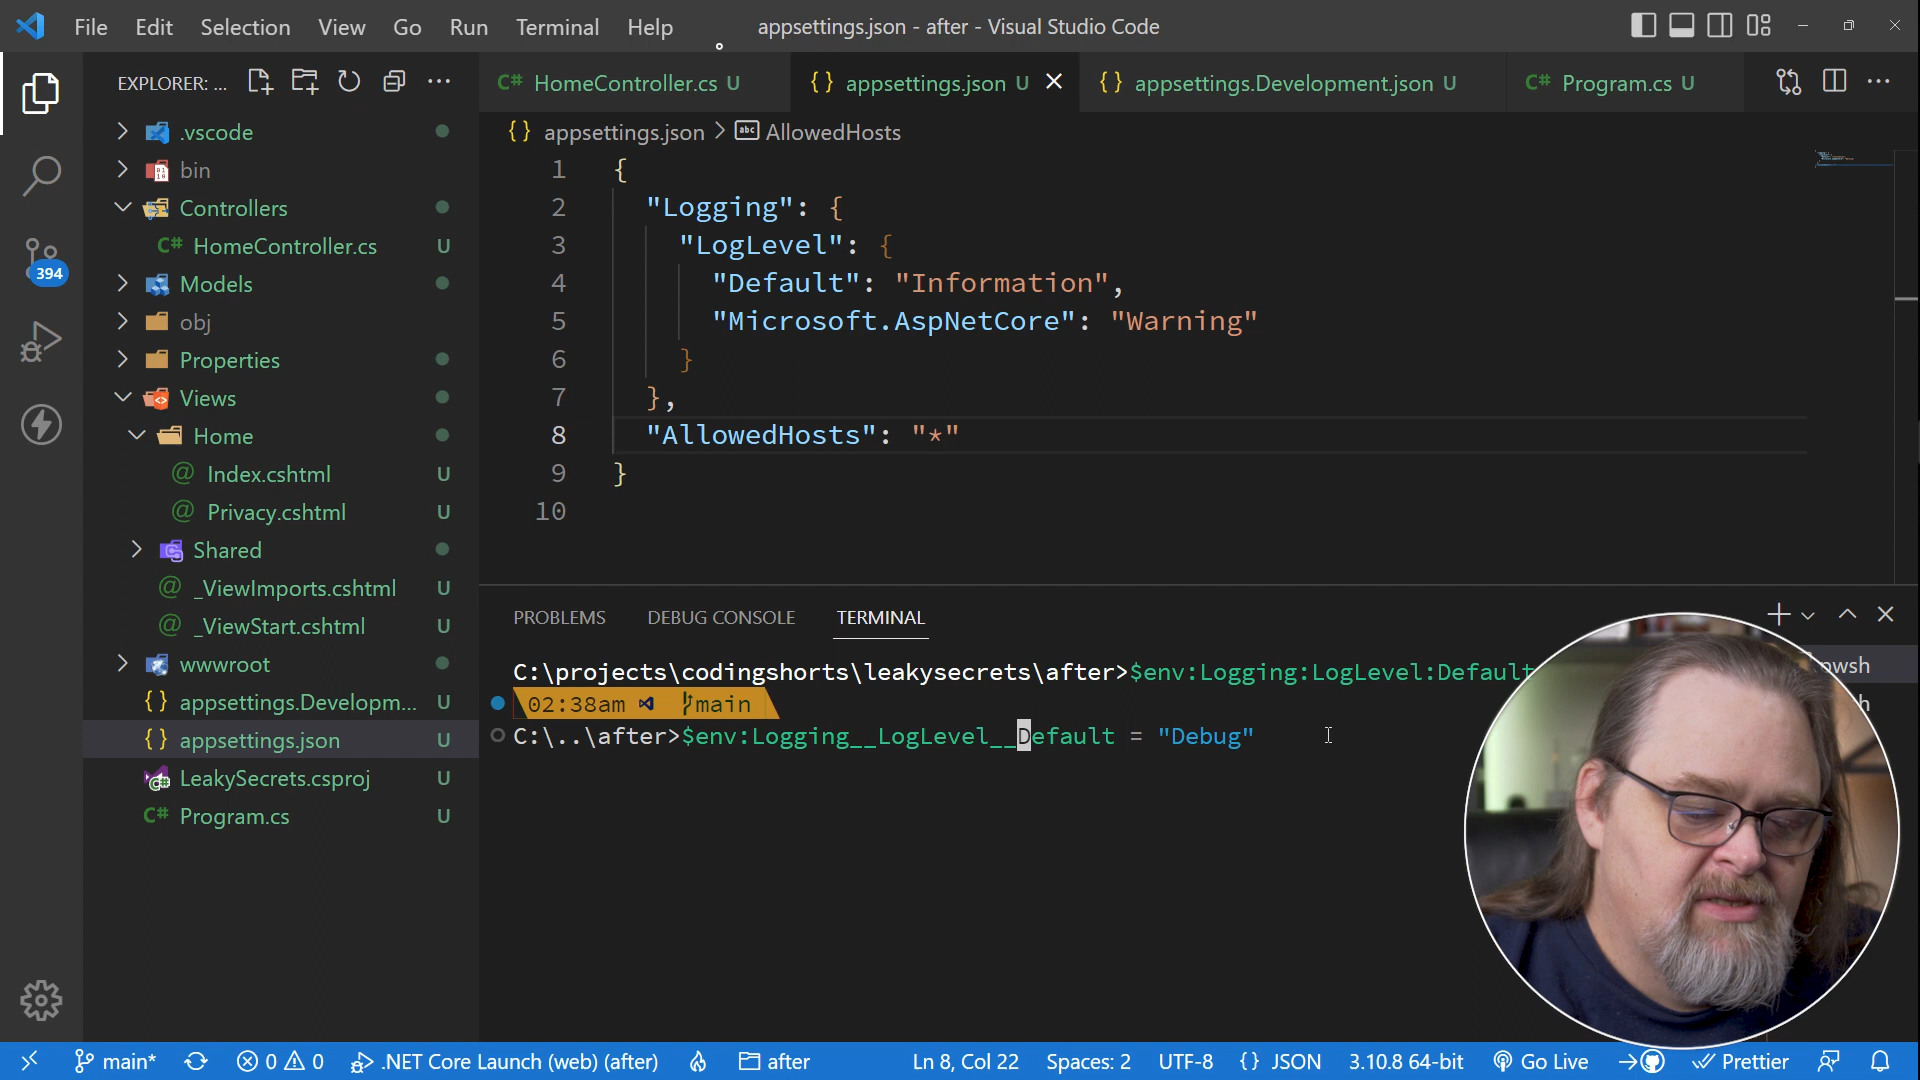 File Edit Selection View Go Run Terminal Help
appsettings.json - after - Visual Studio Code
EXPLORER: ...
.vscode
bin
Controllers
C# HomeController.cs U
Models
obj
Properties
Views
Home
@ Index.cshtml U
@ Privacy.cshtml U
Shared
@ _ViewImports.cshtml U
@ _ViewStart.cshtml U
wwwroot
{} appsettings.Developm... U
{} appsettings.json U
LeakySecrets.csproj U
C# Program.cs U
394
C# HomeController.cs U
{} appsettings.json U
{} appsettings.Development.json U
C# Program.cs U
{} appsettings.json > abc AllowedHosts
1 {
2 "Logging": {
3 "LogLevel": {
4 "Default": "Information",
5 "Microsoft.AspNetCore": "Warning"
6 }
7 },
8 "AllowedHosts": "*"
9 }
10
PROBLEMS DEBUG CONSOLE TERMINAL
C:\projects\codingshorts\leakysecrets\after>$env:Logging:LogLevel:Default
02:38am main
C:\..\after>$env:Logging__LogLevel__Default = "Debug"
main* 0 0 .NET Core Launch (web) (after) after
Ln 8, Col 22 Spaces: 2 UTF-8 {} JSON 3.10.8 64-bit Go Live Prettier